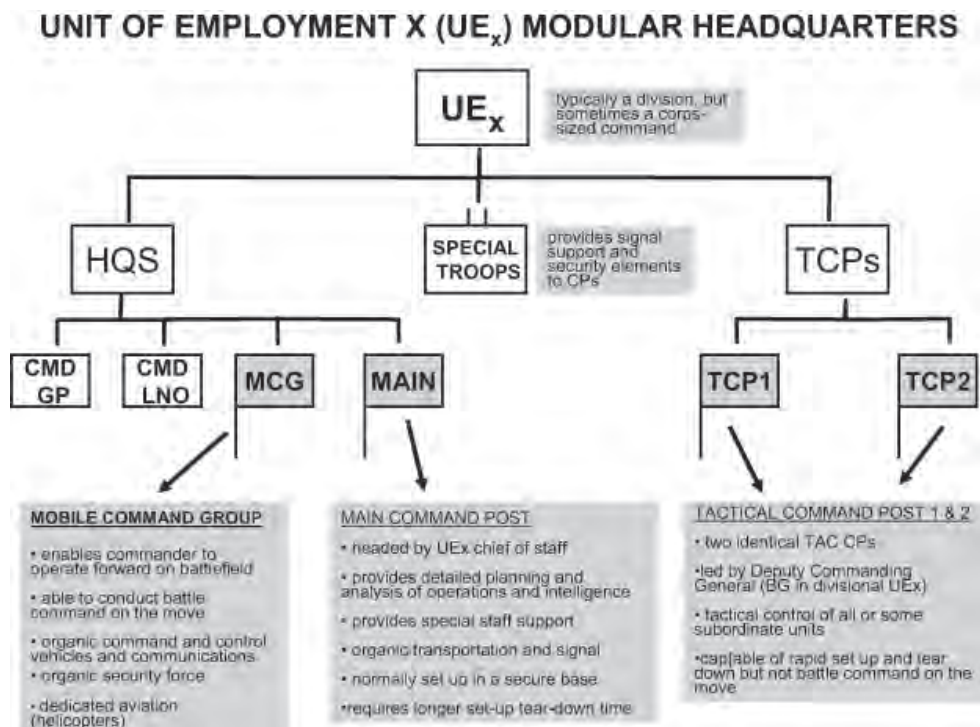 UNIT OF EMPLOYMENT X (UEx) MODULAR HEADQUARTERS
UEx
typically a division, but
sometimes a corps-
sized command
HQS
SPECIAL
TROOPS
provides signal
support and
security elements
to CPs
TCPs
CMD
GP
CMD
LNO
MCG
MAIN
TCP1
TCP2
MOBILE COMMAND GROUP
• enables commander to
operate forward on battlefield
• able to conduct battle
command on the move
• organic command and control
vehicles and communications
• organic security force
• dedicated aviation
(helicopters)
MAIN COMMAND POST
• headed by UEx chief of staff
• provides detailed planning and
analysis of operations and intelligence
• provides special staff support
• organic transportation and signal
• normally set up in a secure base
•requires longer set-up tear-down time
TACTICAL COMMAND POST 1 & 2
• two identical TAC CPs
•led by Deputy Commanding
General (BG in divisional UEx)
• tactical control of all or some
subordinate units
•cap[able of rapid set up and tear
down but not battle command on the
move